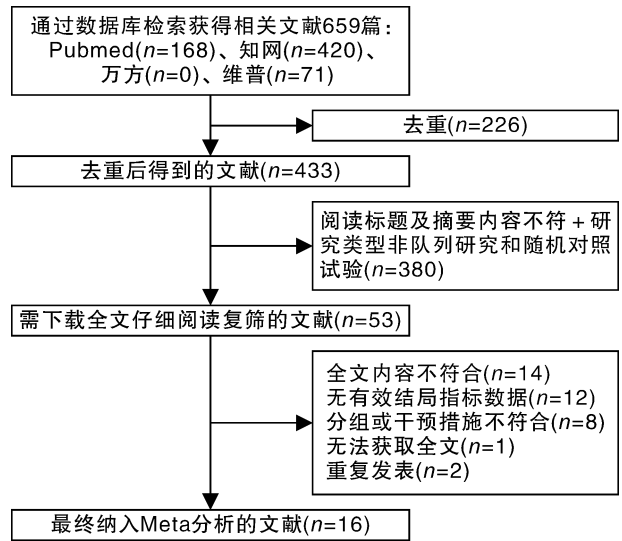 通过数据库检索获得相关文献659篇：
Pubmed(n=168)、知网(n=420)、
万方(n=0)、维普(n=71)
去重(n=226)
去重后得到的文献(n=433)
阅读标题及摘要内容不符＋研
究类型非队列研究和随机对照
试验(n=380)
需下载全文仔细阅读复筛的文献(n=53)
全文内容不符合(n=14)
无有效结局指标数据(n=12)
分组或干预措施不符合(n=8)
无法获取全文(n=1)
重复发表(n=2)
最终纳入Meta分析的文献(n=16)